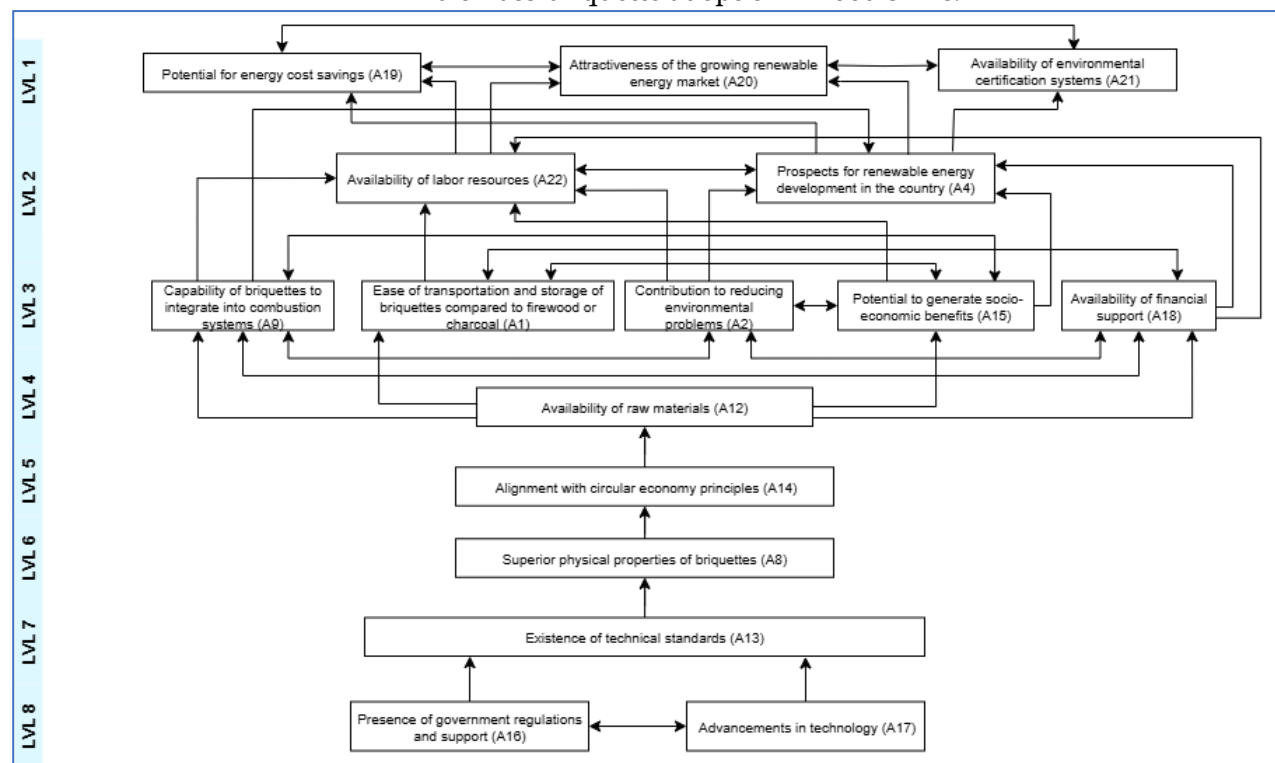 LVL 1
Potential for energy cost savings (A19)
Attractiveness of the growing renewable
energy market (A20)
Availability of environmental
certification systems (A21)
LVL 2
Availability of labor resources (A22)
Prospects for renewable energy
development in the country (A4)
LVL 3
Capability of briquettes to
integrate into combustion
systems (A9)
Ease of transportation and storage of
briquettes compared to firewood or
charcoal (A1)
Contribution to reducing
environmental
problems (A2)
Potential to generate socio-
economic benefits (A15)
Availability of financial
support (A18)
LVL 4
Availability of raw materials (A12)
LVL 5
Alignment with circular economy principles (A14)
LVL 6
Superior physical properties of briquettes (A8)
LVL 7
Existence of technical standards (A13)
LVL 8
Presence of government regulations
and support (A16)
Advancements in technology (A17)